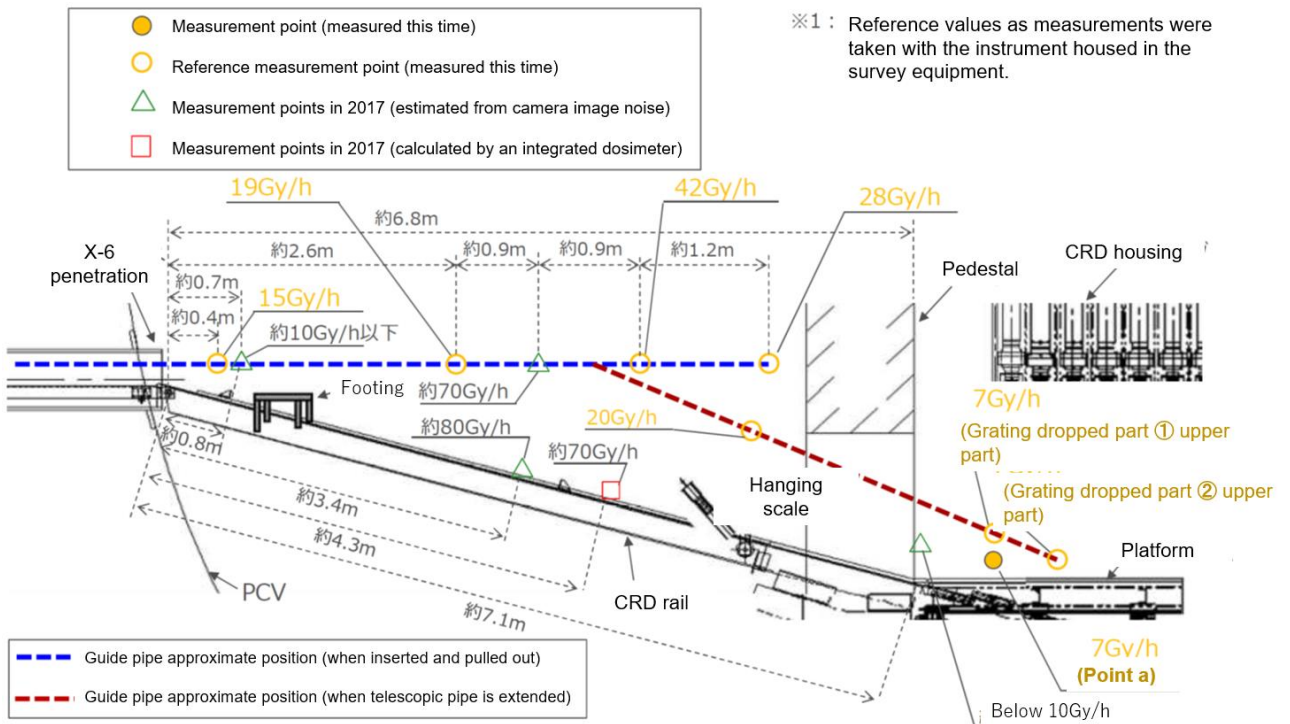 Measurement point (measured this time)
Reference measurement point (measured this time)
Measurement points in 2017 (estimated from camera image noise)
Measurement points in 2017 (calculated by an integrated dosimeter)
※1： Reference values as measurements were
taken with the instrument housed in the
survey equipment.
19Gy/h
42Gy/h
28Gy/h
約6.8m
X-6
penetration
約2.6m
約0.9m
約0.9m
約1.2m
Pedestal
CRD housing
約0.7m
15Gy/h
約0.4m
約10Gy/h以下
Footing
約70Gy/h
7Gy/h
約80Gy/h
20Gy/h
(Grating dropped part ① upper
part)
約0.8m
約70Gy/h
Hanging
scale
(Grating dropped part ② upper
part)
約3.4m
約4.3m
Platform
PCV
CRD rail
約7.1m
7Gv/h
(Point a)
Below 10Gy/h
Guide pipe approximate position (when inserted and pulled out)
Guide pipe approximate position (when telescopic pipe is extended)